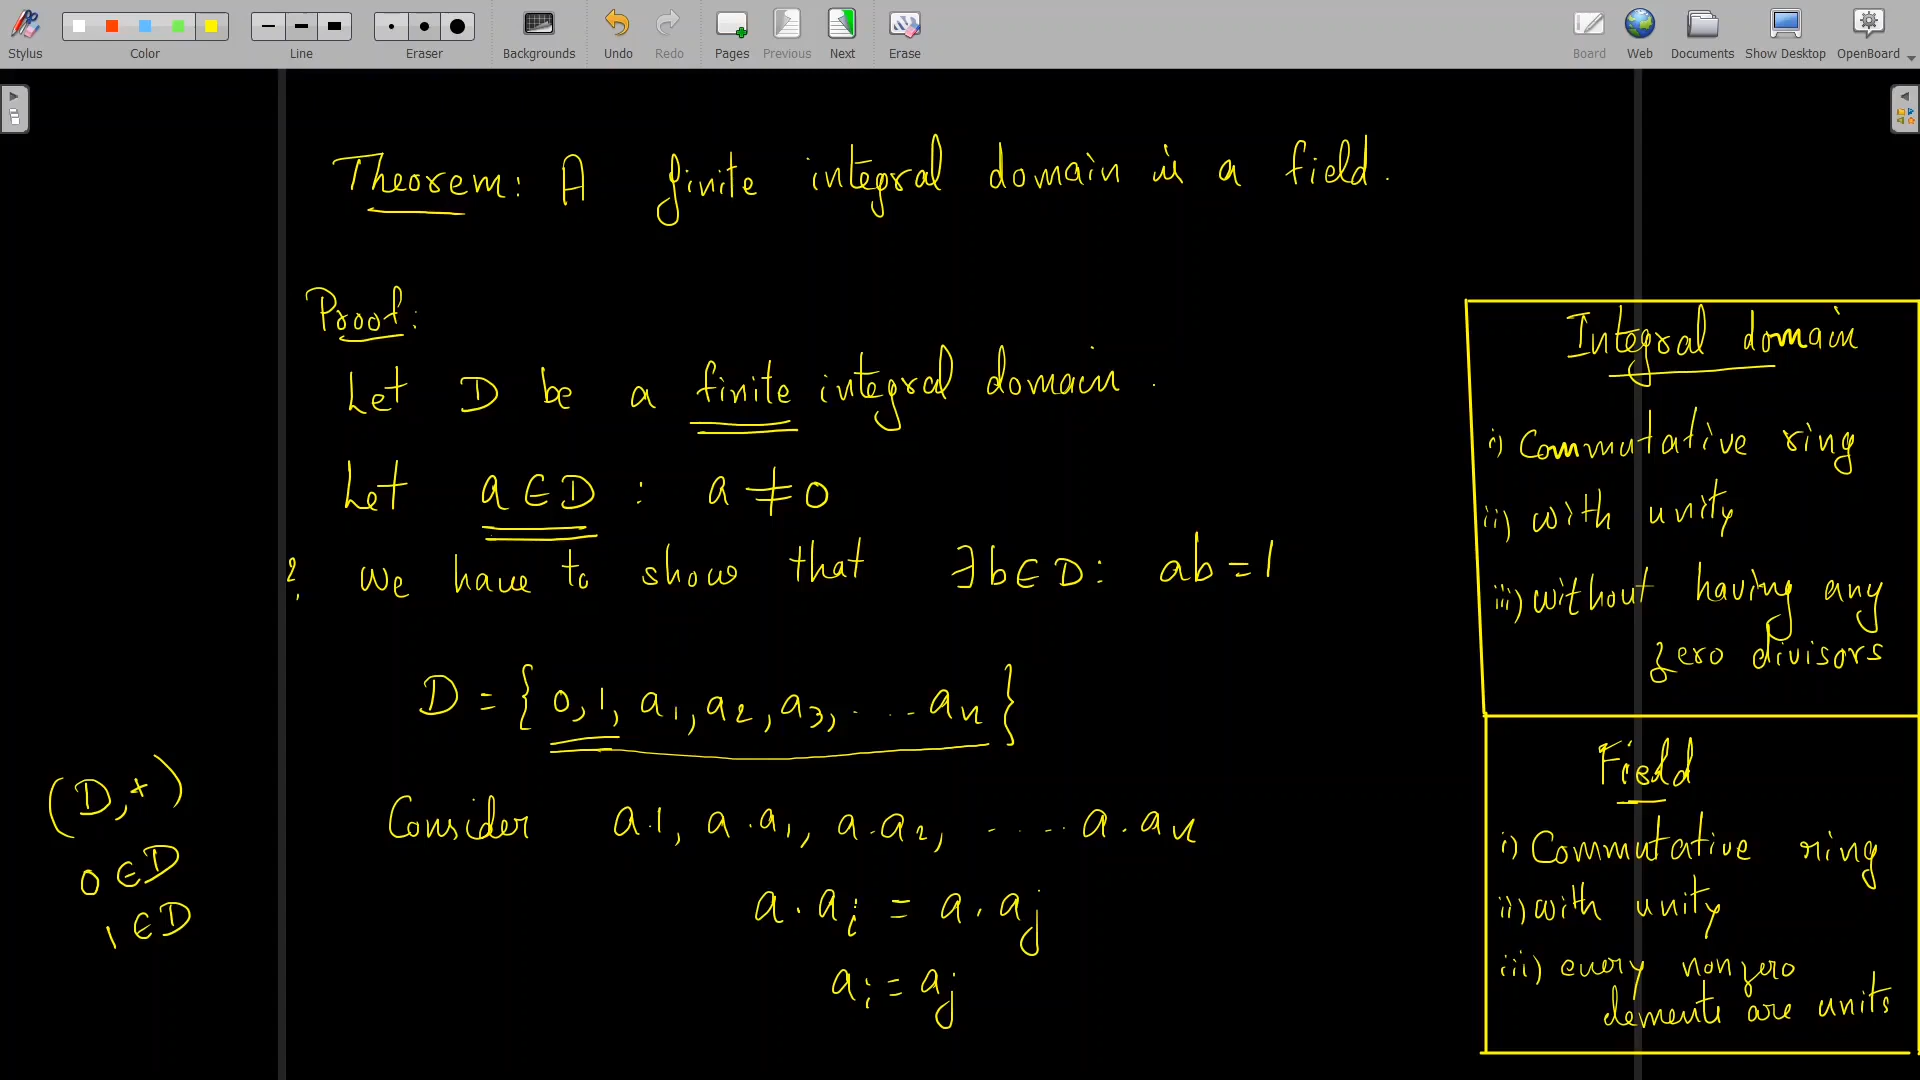 Stylus Color Line Eraser Backgrounds Undo Redo Pages Previous Next Erase Board Web Documents Show Desktop OpenBoard
Theorem: A finite integral domain is a field.
Proof:
Let D be a finite integral domain.
Let a ∈ D : a ≠ 0
? We have to show that ∃ b ∈ D : ab = 1
D = { 0, 1, a₁, a₂, a₃, ..... aₙ }
Consider a.1, a.a₁, a.a₂, ...... a.aₙ
a.aᵢ = a.aⱼ
aᵢ = aⱼ
(D, +)
0 ∈ D
1 ∈ D
Integral domain
i) Commutative ring
ii) with unity
iii) without having any
zero divisors
Field
i) Commutative ring
ii) with unity
iii) every nonzero
elements are units